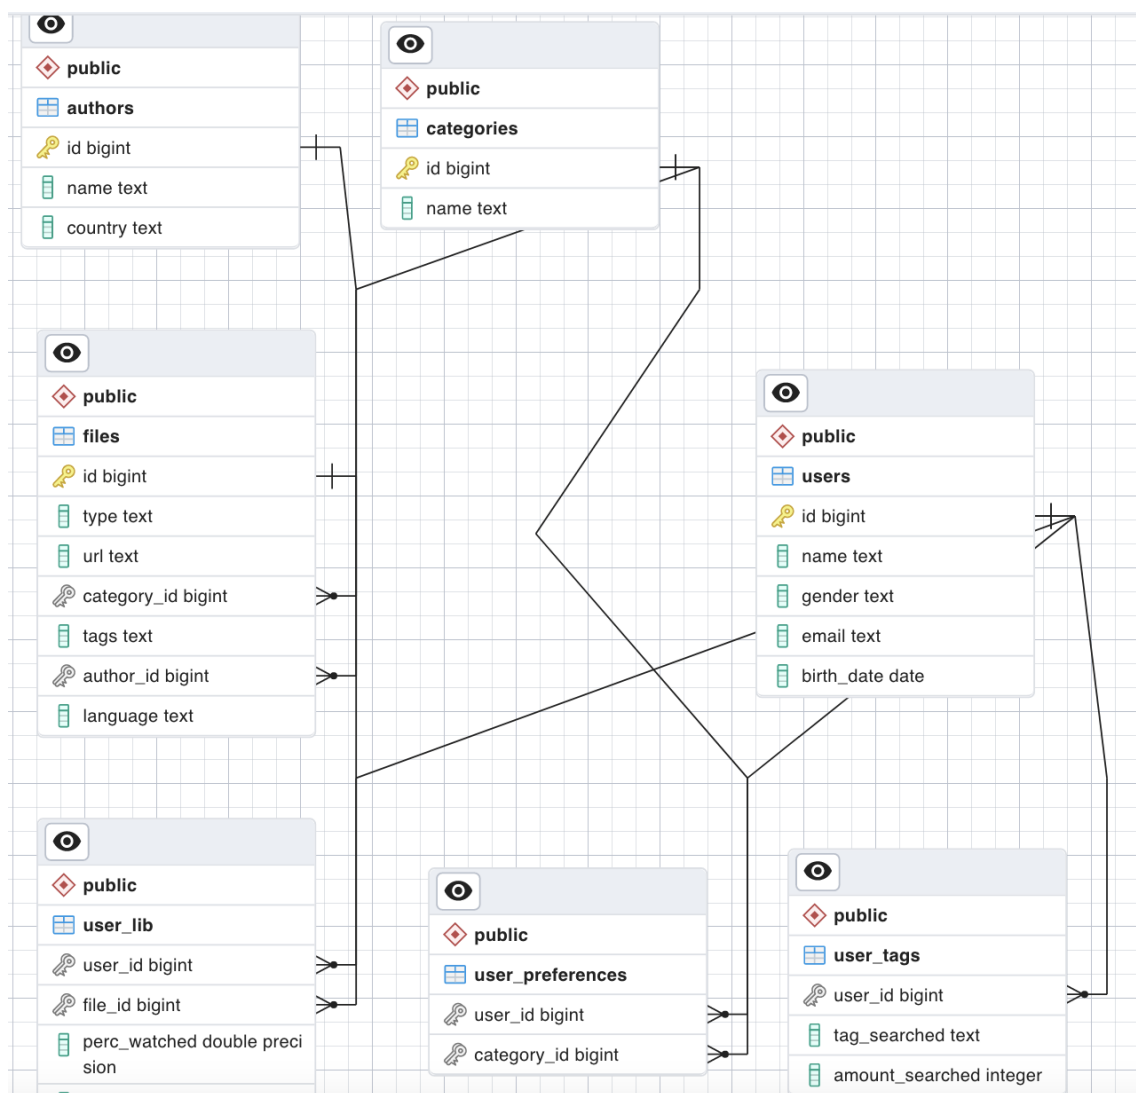 public
authors
id bigint
name text
country text
public
categories
id bigint
name text
public
files
id bigint
type text
url text
category_id bigint
tags text
author_id bigint
language text
public
users
id bigint
name text
gender text
email text
birth_date date
public
user_lib
user_id bigint
file_id bigint
perc_watched double preci
sion
public
user_preferences
user_id bigint
category_id bigint
public
user_tags
user_id bigint
tag_searched text
amount_searched integer